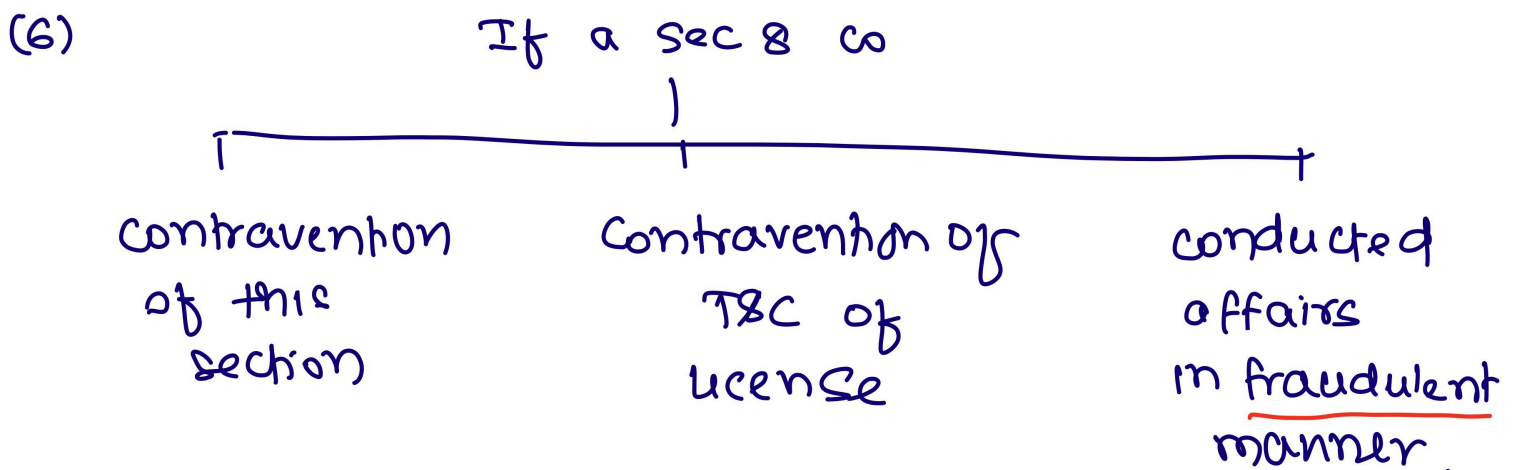 (6) If a sec 8 co
contravention
of this
section
contravention of
T&C of
license
conducted
affairs
in fraudulent
manner